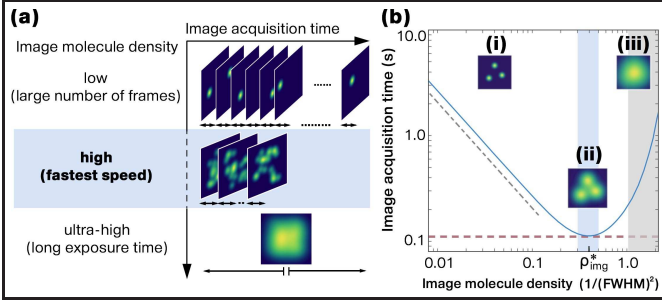 (a)
Image acquisition time
Image molecule density
low
(large number of frames)
high
(fastest speed)
ultra-high
(long exposure time)
(b)
Image acquisition time (s)
10.0
1.0
0.1
(i)
(ii)
(iii)
0.01
0.1
ρ*img
1.0
Image molecule density (1/(FWHM)²)